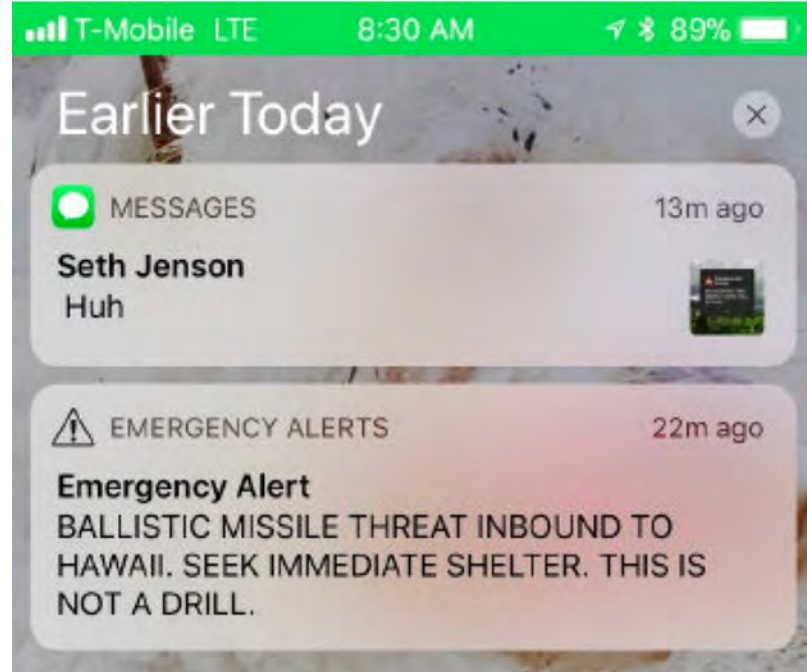 T-Mobile LTE 8:30 AM 89%
Earlier Today
MESSAGES 13m ago
Seth Jenson
Huh
EMERGENCY ALERTS 22m ago
Emergency Alert
BALLISTIC MISSILE THREAT INBOUND TO
HAWAII. SEEK IMMEDIATE SHELTER. THIS IS
NOT A DRILL.